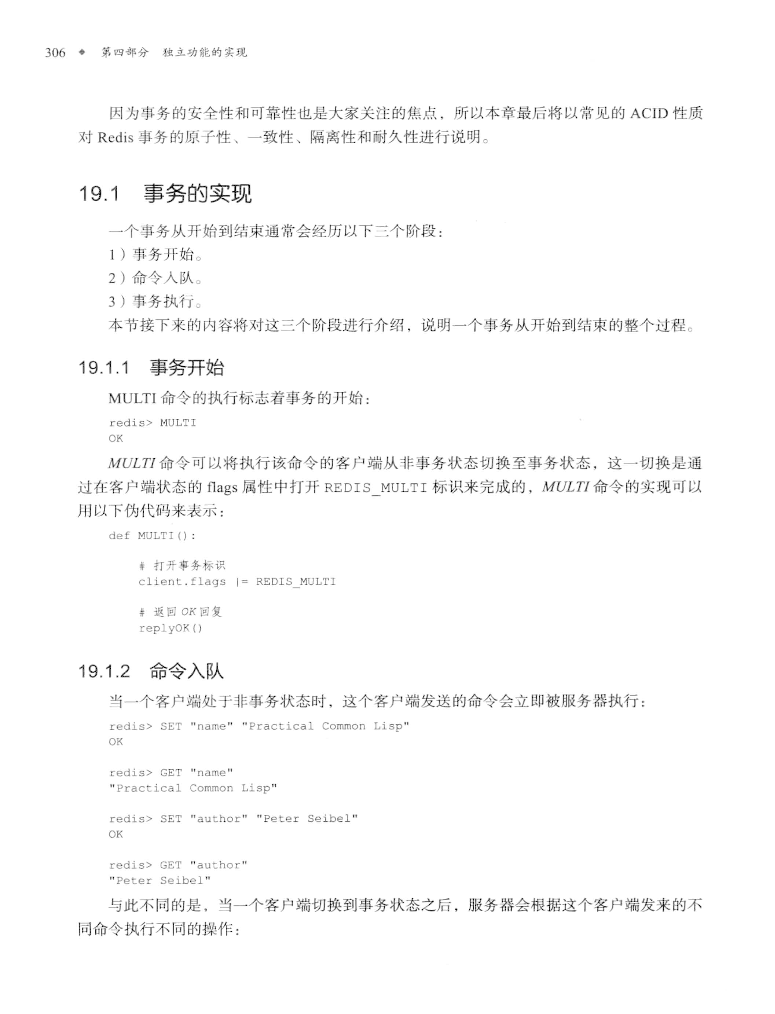 306 ◆ 第四部分 独立功能的实现
因为事务的安全性和可靠性也是大家关注的焦点，所以本章最后将以常见的 ACID 性质
对 Redis 事务的原子性、一致性、隔离性和耐久性进行说明。
19.1 事务的实现
一个事务从开始到结束通常会经历以下三个阶段：
1）事务开始。
2）命令入队。
3）事务执行。
本节接下来的内容将对这三个阶段进行介绍，说明一个事务从开始到结束的整个过程。
19.1.1 事务开始
MULTI 命令的执行标志着事务的开始：
redis> MULTI
OK
MULTI 命令可以将执行该命令的客户端从非事务状态切换至事务状态，这一切换是通
过在客户端状态的 flags 属性中打开 REDIS_MULTI 标识来完成的，MULTI 命令的实现可以
用以下伪代码来表示：
def MULTI():
# 打开事务标识
client.flags |= REDIS_MULTI
# 返回 OK 回复
replyOK()
19.1.2 命令入队
当一个客户端处于非事务状态时，这个客户端发送的命令会立即被服务器执行：
redis> SET "name" "Practical Common Lisp"
OK
redis> GET "name"
"Practical Common Lisp"
redis> SET "author" "Peter Seibel"
OK
redis> GET "author"
"Peter Seibel"
与此不同的是，当一个客户端切换到事务状态之后，服务器会根据这个客户端发来的不
同命令执行不同的操作：